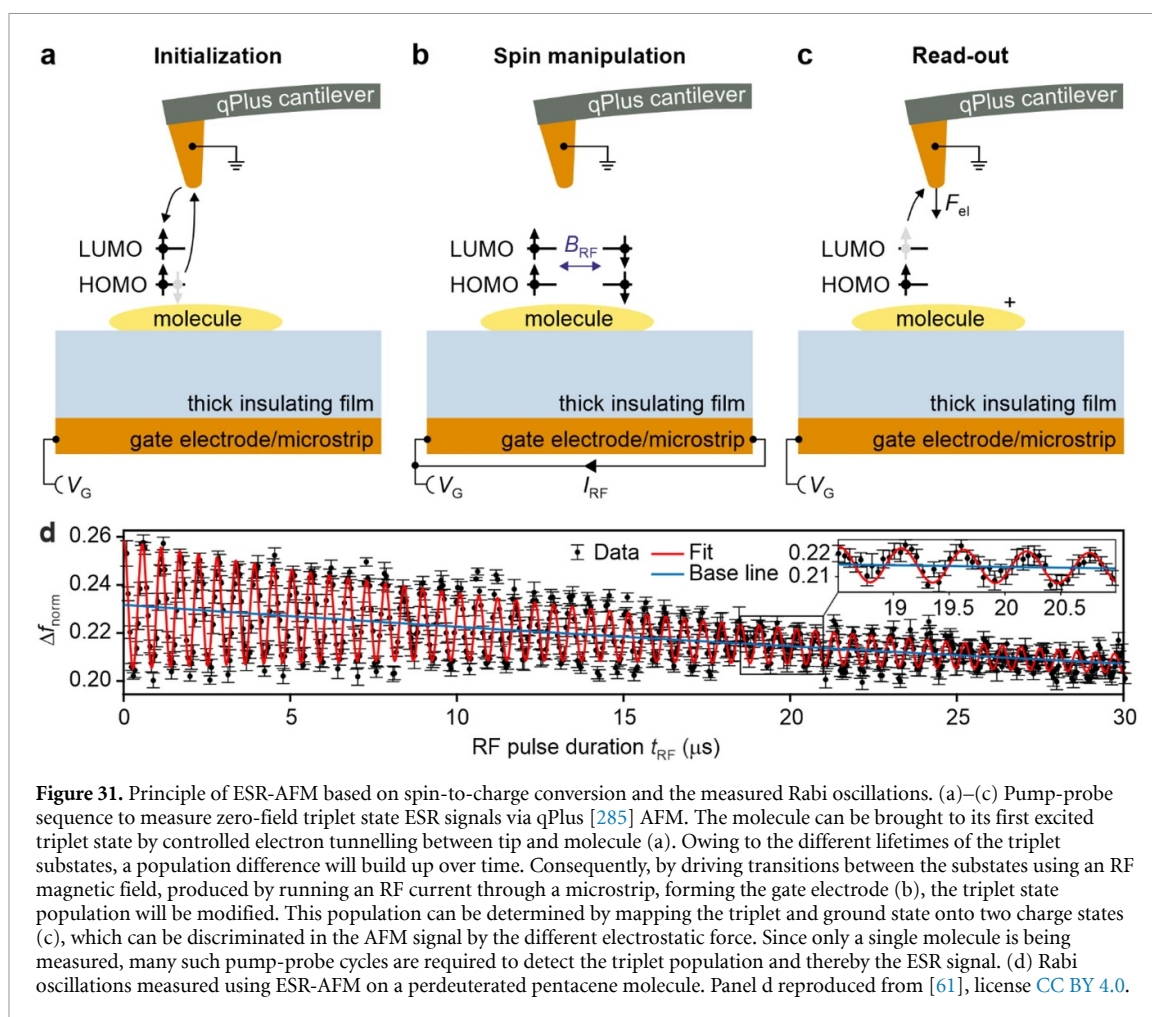 a Initialization
b Spin manipulation
c Read-out
qPlus cantilever
qPlus cantilever
qPlus cantilever
F_el
LUMO
HOMO
LUMO
HOMO
B_RF
LUMO
HOMO
+
molecule
molecule
molecule
thick insulating film
thick insulating film
thick insulating film
gate electrode/microstrip
gate electrode/microstrip
gate electrode/microstrip
V_G
V_G
I_RF
V_G
d
0.26
0.24
0.22
0.20
Δf_norm
Data
Fit
Base line
0.22
0.21
19 19.5 20 20.5
0 5 10 15 20 25 30
RF pulse duration t_RF (μs)
Figure 31. Principle of ESR-AFM based on spin-to-charge conversion and the measured Rabi oscillations. (a)–(c) Pump-probe
sequence to measure zero-field triplet state ESR signals via qPlus [285] AFM. The molecule can be brought to its first excited
triplet state by controlled electron tunnelling between tip and molecule (a). Owing to the different lifetimes of the triplet
substates, a population difference will build up over time. Consequently, by driving transitions between the substates using an RF
magnetic field, produced by running an RF current through a microstrip, forming the gate electrode (b), the triplet state
population will be modified. This population can be determined by mapping the triplet and ground state onto two charge states
(c), which can be discriminated in the AFM signal by the different electrostatic force. Since only a single molecule is being
measured, many such pump-probe cycles are required to detect the triplet population and thereby the ESR signal. (d) Rabi
oscillations measured using ESR-AFM on a perdeuterated pentacene molecule. Panel d reproduced from [61], license CC BY 4.0.